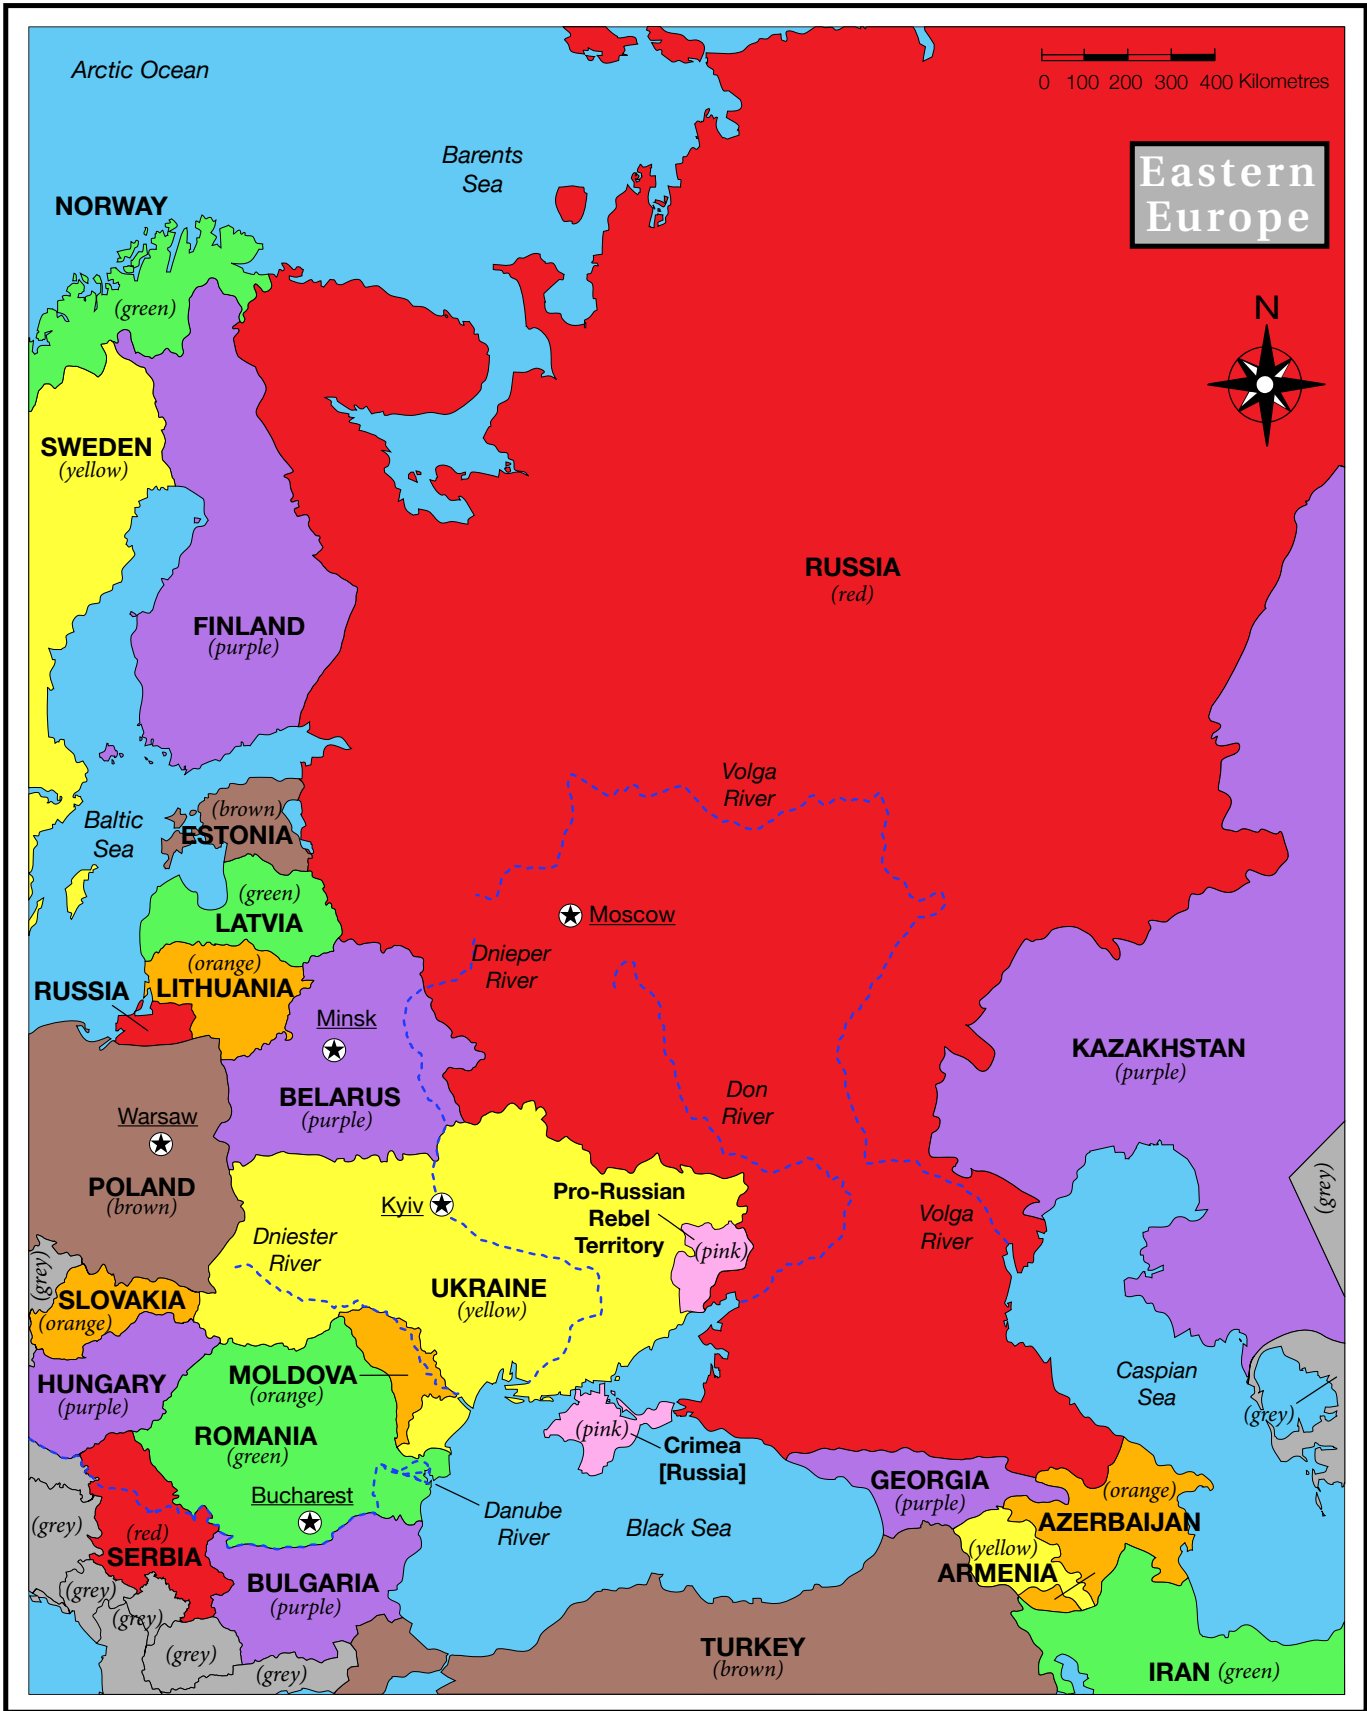 Arctic Ocean
0 100 200 300 400 Kilometres
Barents
Sea
Eastern
Europe
NORWAY
(green)
N
SWEDEN
(yellow)
RUSSIA
(red)
FINLAND
(purple)
Volga
River
Baltic
Sea
(brown)
ESTONIA
(green)
LATVIA
Moscow
Dnieper
River
(orange)
LITHUANIA
RUSSIA
Minsk
KAZAKHSTAN
(purple)
BELARUS
(purple)
Don
River
Warsaw
POLAND
(brown)
(grey)
Pro-Russian
Rebel
Territory
(pink)
Kyiv
Volga
River
Dniester
River
(grey)
UKRAINE
(yellow)
SLOVAKIA
(orange)
MOLDOVA
(orange)
HUNGARY
(purple)
Caspian
Sea
(grey)
ROMANIA
(green)
(pink)
Crimea
[Russia]
GEORGIA
(purple)
(orange)
AZERBAIJAN
Bucharest
Danube
River
Black Sea
(grey)
(red)
SERBIA
(yellow)
ARMENIA
BULGARIA
(purple)
(grey)
(grey)
(grey)
(grey)
TURKEY
(brown)
IRAN (green)